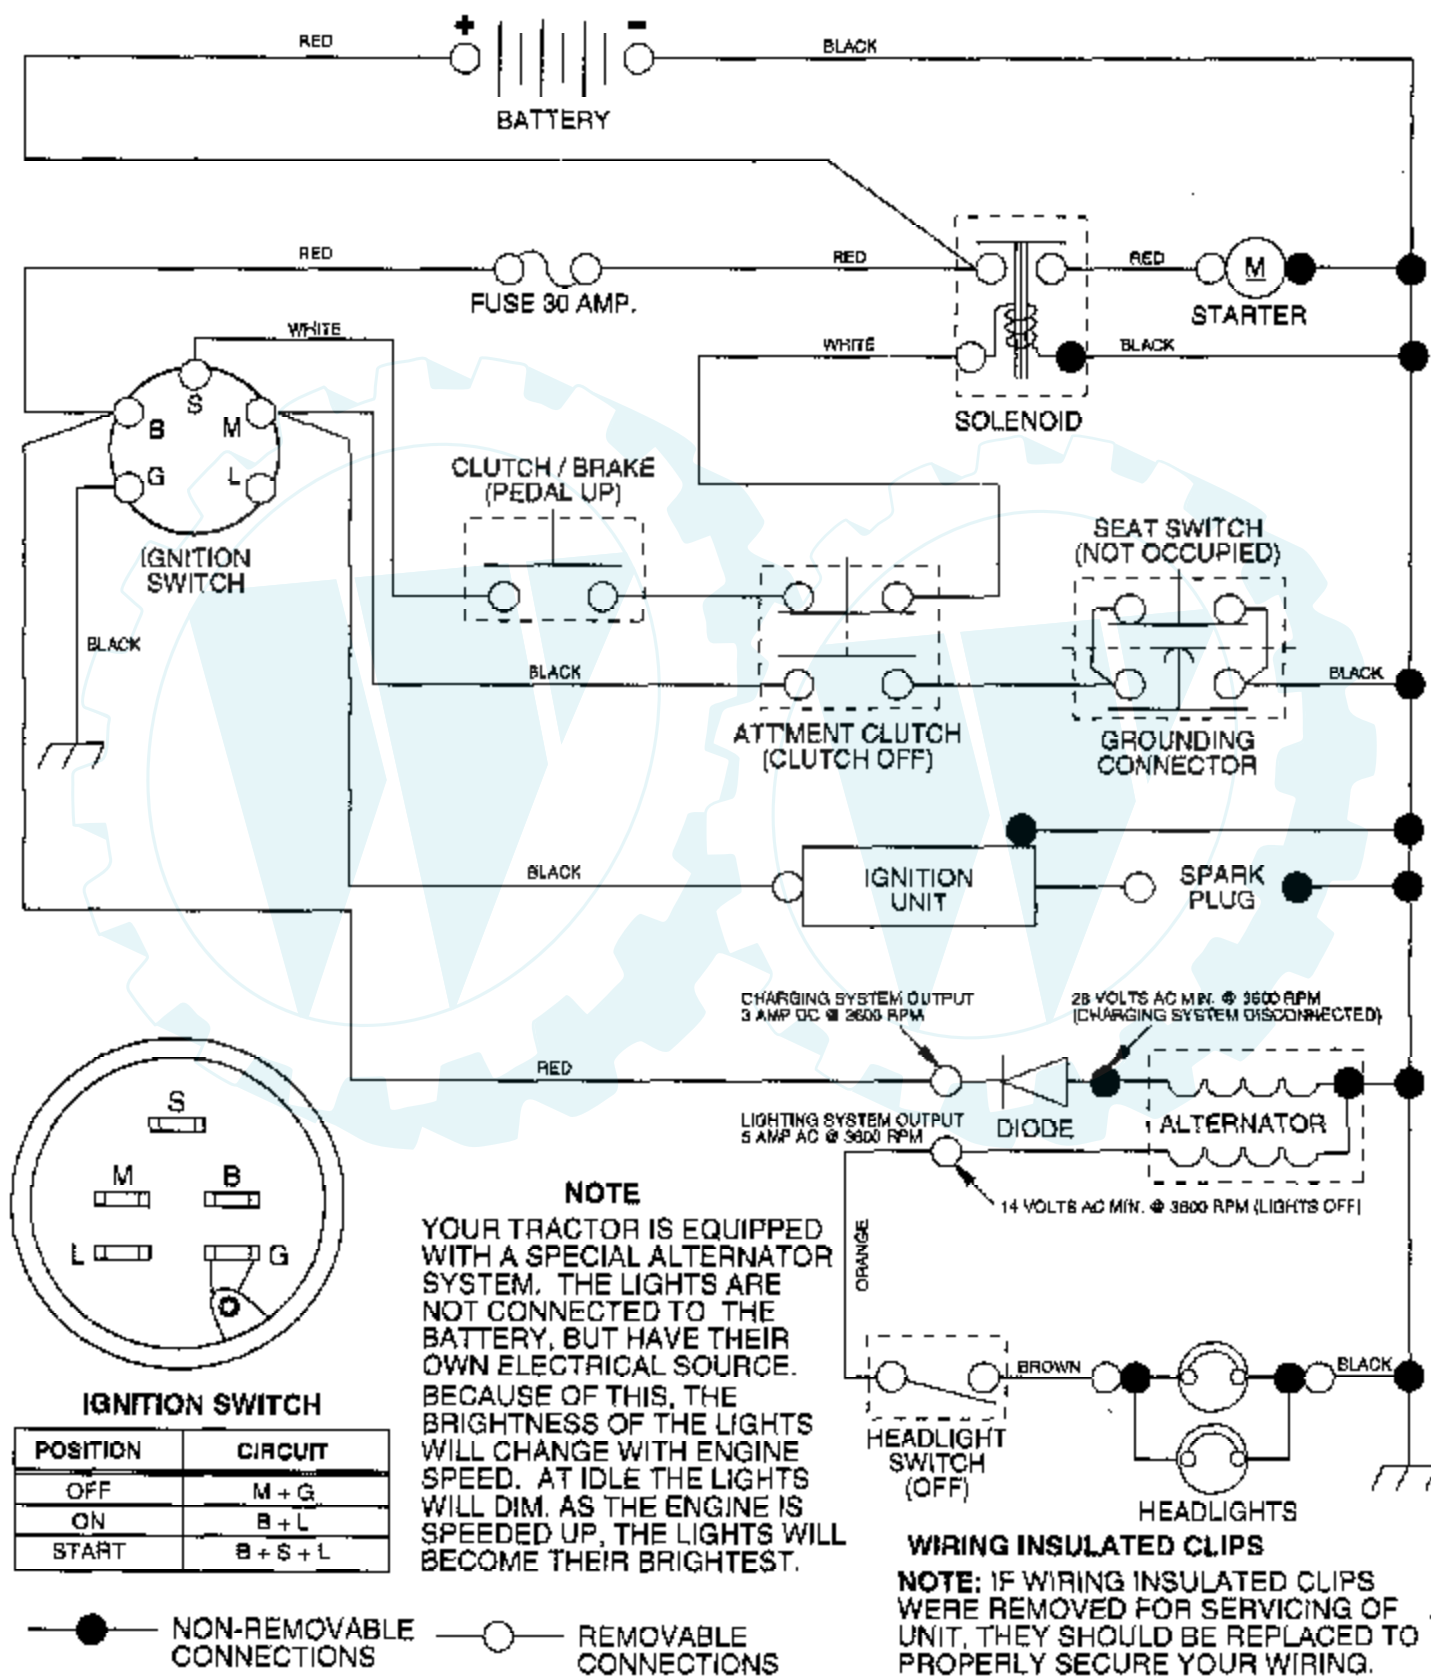 + -
RED
BLACK
BATTERY
RED
RED
RED
M
FUSE 30 AMP.
STARTER
WHITE
WHITE
BLACK
S
B
M
SOLENOID
G
L
CLUTCH / BRAKE
(PEDAL UP)
SEAT SWITCH
(NOT OCCUPIED)
IGNITION
SWITCH
BLACK
BLACK
BLACK
ATT'MENT CLUTCH
(CLUTCH OFF)
GROUNDING
CONNECTOR
BLACK
IGNITION
UNIT
SPARK
PLUG
CHARGING SYSTEM OUTPUT
3 AMP DC @ 3600 RPM
28 VOLTS AC MIN. @ 3600 RPM
(CHARGING SYSTEM DISCONNECTED)
RED
LIGHTING SYSTEM OUTPUT
5 AMP AC @ 3600 RPM
DIODE
ALTERNATOR
14 VOLTS AC MIN. @ 3600 RPM (LIGHTS OFF)
S
M
B
L
G
NOTE
YOUR TRACTOR IS EQUIPPED
WITH A SPECIAL ALTERNATOR
SYSTEM. THE LIGHTS ARE
NOT CONNECTED TO THE
BATTERY, BUT HAVE THEIR
OWN ELECTRICAL SOURCE.
BECAUSE OF THIS, THE
BRIGHTNESS OF THE LIGHTS
WILL CHANGE WITH ENGINE
SPEED. AT IDLE THE LIGHTS
WILL DIM. AS THE ENGINE IS
SPEEDED UP, THE LIGHTS WILL
BECOME THEIR BRIGHTEST.
ORANGE
BROWN
BLACK
HEADLIGHT
SWITCH
(OFF)
HEADLIGHTS
IGNITION SWITCH
POSITION CIRCUIT
OFF M + G
ON B + L
START B + S + L
WIRING INSULATED CLIPS
NOTE: IF WIRING INSULATED CLIPS
WERE REMOVED FOR SERVICING OF
UNIT, THEY SHOULD BE REPLACED TO
PROPERLY SECURE YOUR WIRING.
NON-REMOVABLE
CONNECTIONS
REMOVABLE
CONNECTIONS